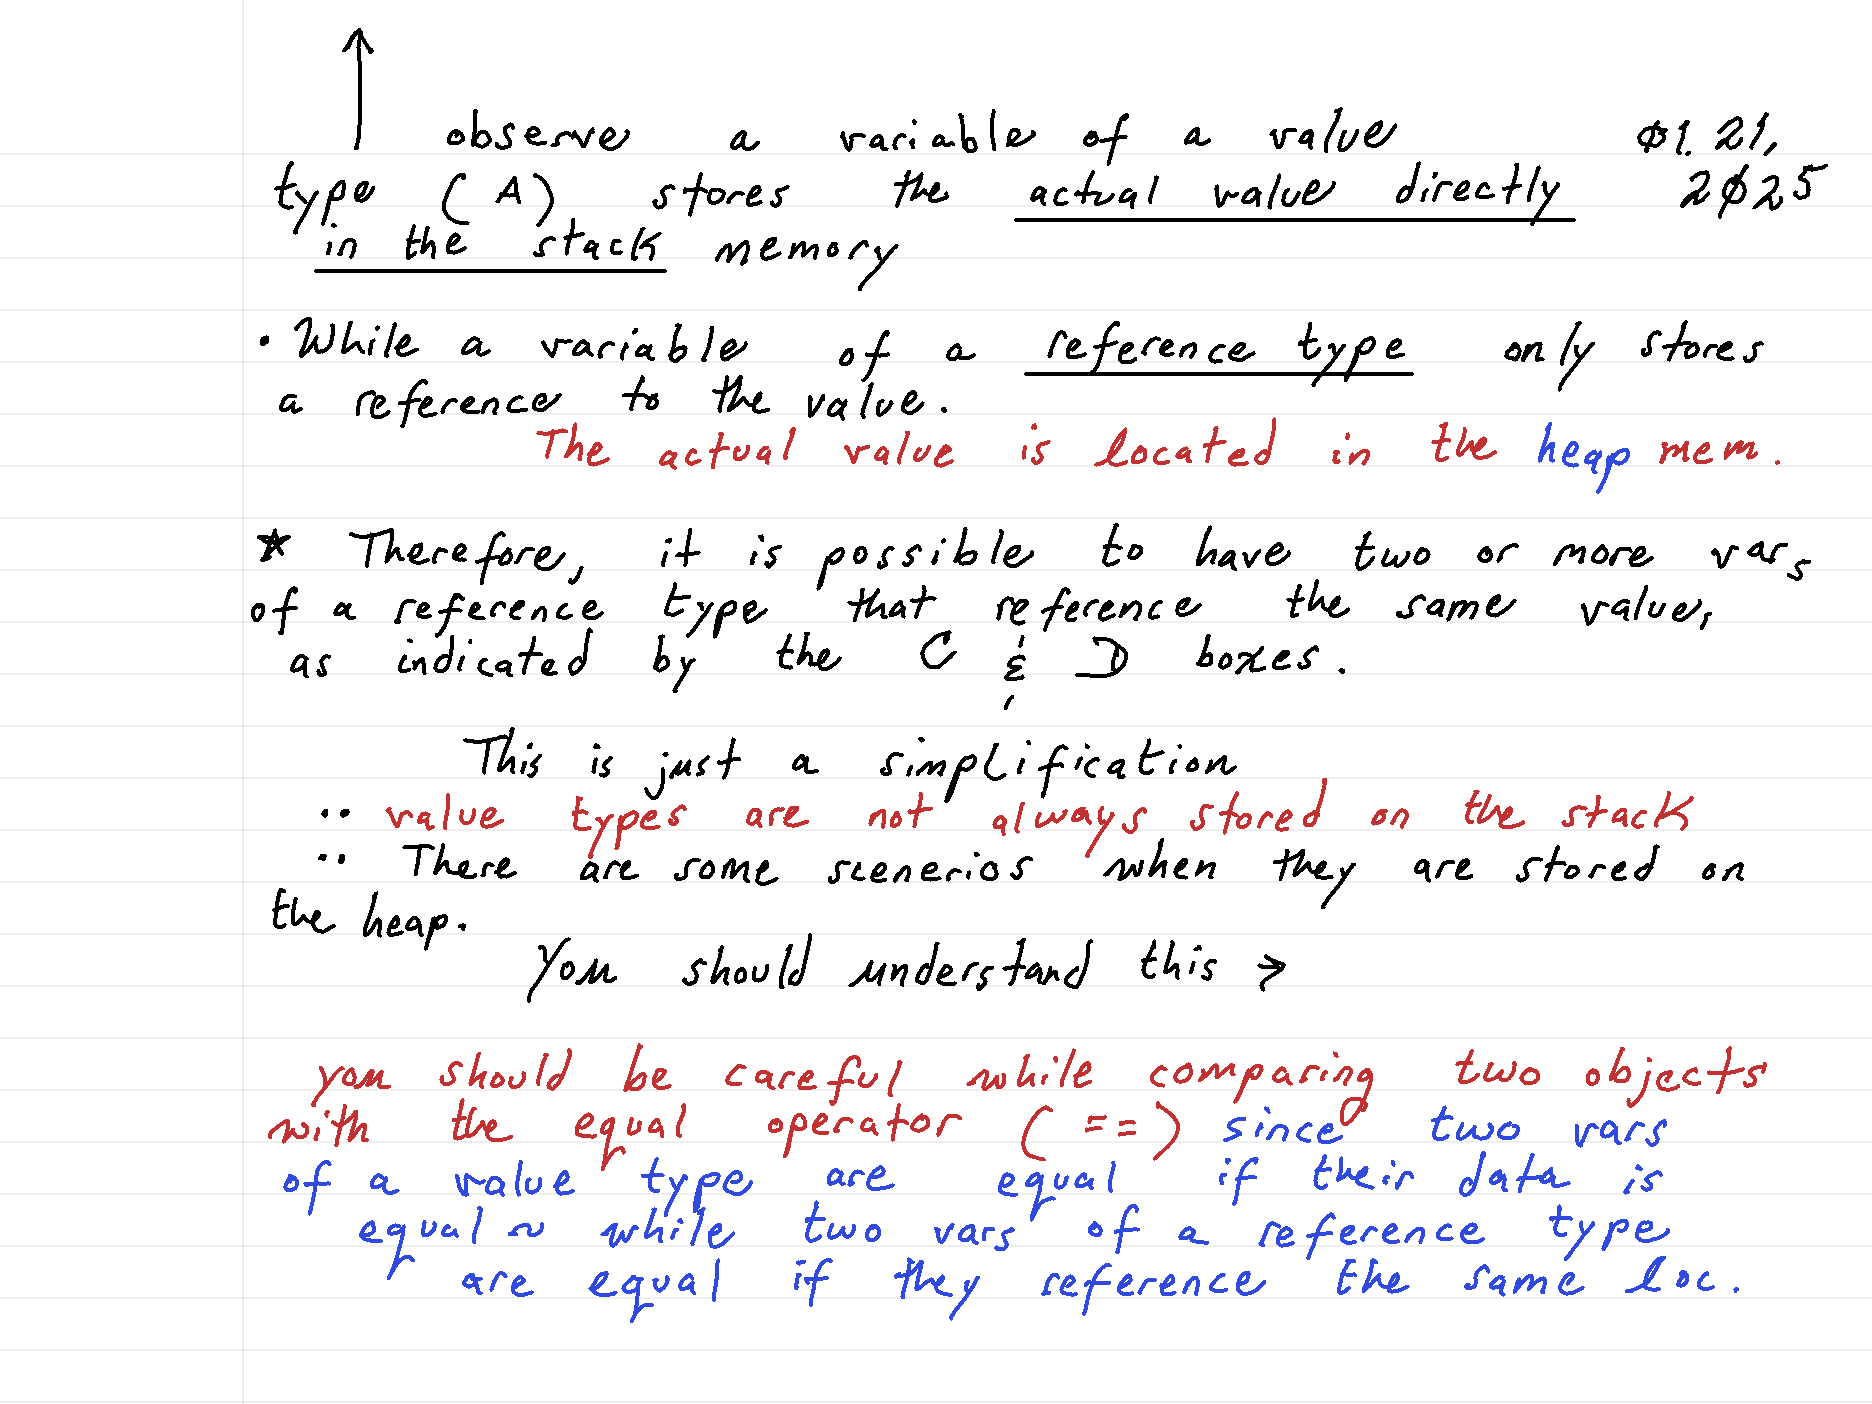 observe a variable of a value ø1.21,
type (A) stores the actual value directly 2ø25
in the stack memory
• While a variable of a reference type only stores
a reference to the value.
The actual value is located in the heap mem.
★ Therefore, it is possible to have two or more vars
of a reference type that reference the same value,
as indicated by the C & D boxes.
This is just a simplification
·· value types are not always stored on the stack
·· There are some scenerios when they are stored on
the heap.
You should understand this →
you should be careful while comparing two objects
with the equal operator (==) since two vars
of a value type are equal if their data is
equal ~ while two vars of a reference type
are equal if they reference the same loc.